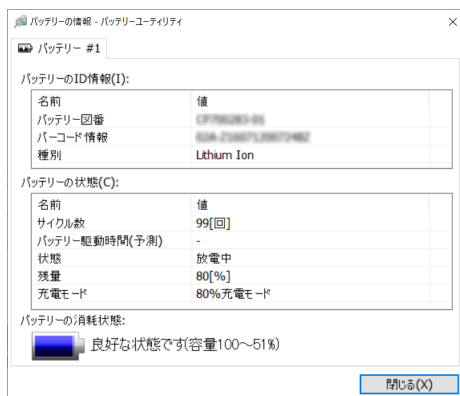 バッテリーの情報 - バッテリーユーティリティ
バッテリー #1
バッテリーのID情報(I):
名前 値
バッテリー図番
バーコード情報
種別 Lithium Ion
バッテリーの状態(C):
名前 値
サイクル数 99[回]
バッテリー駆動時間(予測) -
状態 放電中
残量 80[%]
充電モード 80%充電モード
バッテリーの消耗状態:
良好な状態です(容量100～51%)
閉じる(X)